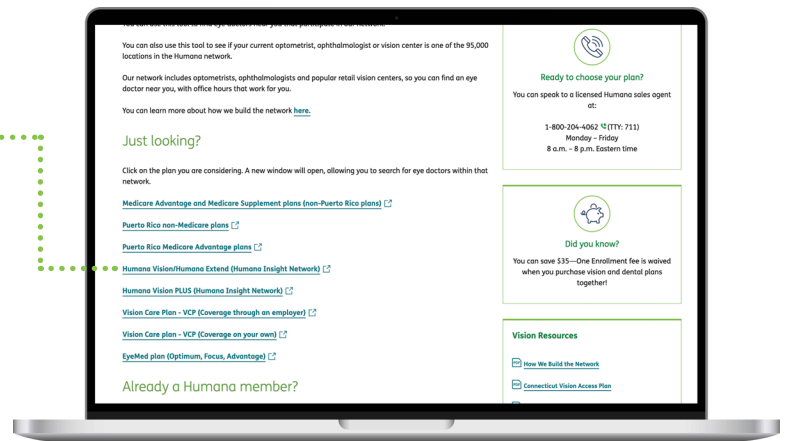 You can also use this tool to see if your current optometrist, ophthalmologist or vision center is one of the 95,000
locations in the Humana network.
Our network includes optometrists, ophthalmologists and popular retail vision centers, so you can find an eye
doctor near you, with office hours that work for you.
You can learn more about how we build the network here.
Just looking?
Click on the plan you are considering. A new window will open, allowing you to search for eye doctors within that
network.
Medicare Advantage and Medicare Supplement plans (non-Puerto Rico plans)
Puerto Rico non-Medicare plans
Puerto Rico Medicare Advantage plans
Humana Vision/Humana Extend (Humana Insight Network)
Humana Vision PLUS (Humana Insight Network)
Vision Care Plan - VCP (Coverage through an employer)
Vision Care plan - VCP (Coverage on your own)
EyeMed plan (Optimum, Focus, Advantage)
Already a Humana member?
Ready to choose your plan?
You can speak to a licensed Humana sales agent
at:
1-800-204-4062 (TTY: 711)
Monday – Friday
8 a.m. – 8 p.m. Eastern time
Did you know?
You can save $35—One Enrollment fee is waived
when you purchase vision and dental plans
together!
Vision Resources
How We Build the Network
Connecticut Vision Access Plan